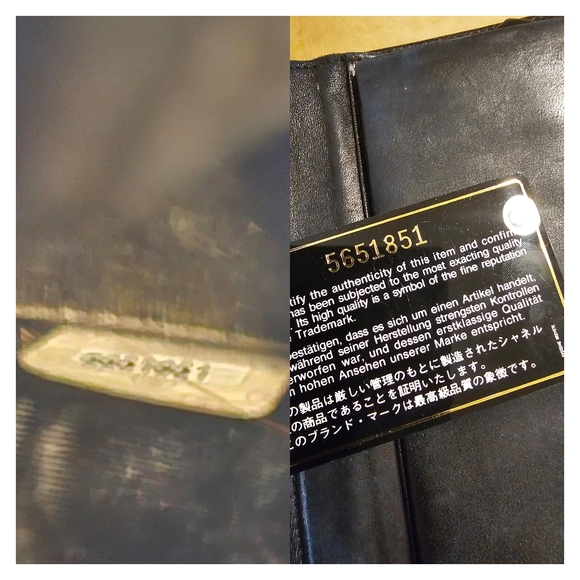 5651851
tify the authenticity of this item and confirm
has been subjected to the most exacting quality
Its high quality is a symbol of the fine reputation
Trademark.
bestätigen, dass es sich um einen Artikel handelt.
während seiner Herstellung strengsten Kontrollen
erworfen war, und dessen erstklassige Qualität
m hohen Ansehen unserer Marke entspricht.
の製品は厳しい管理のもとに製造されたシャネル
の商品であることを証明いたします。
このブランド・マークは最高級品質の象徴です。